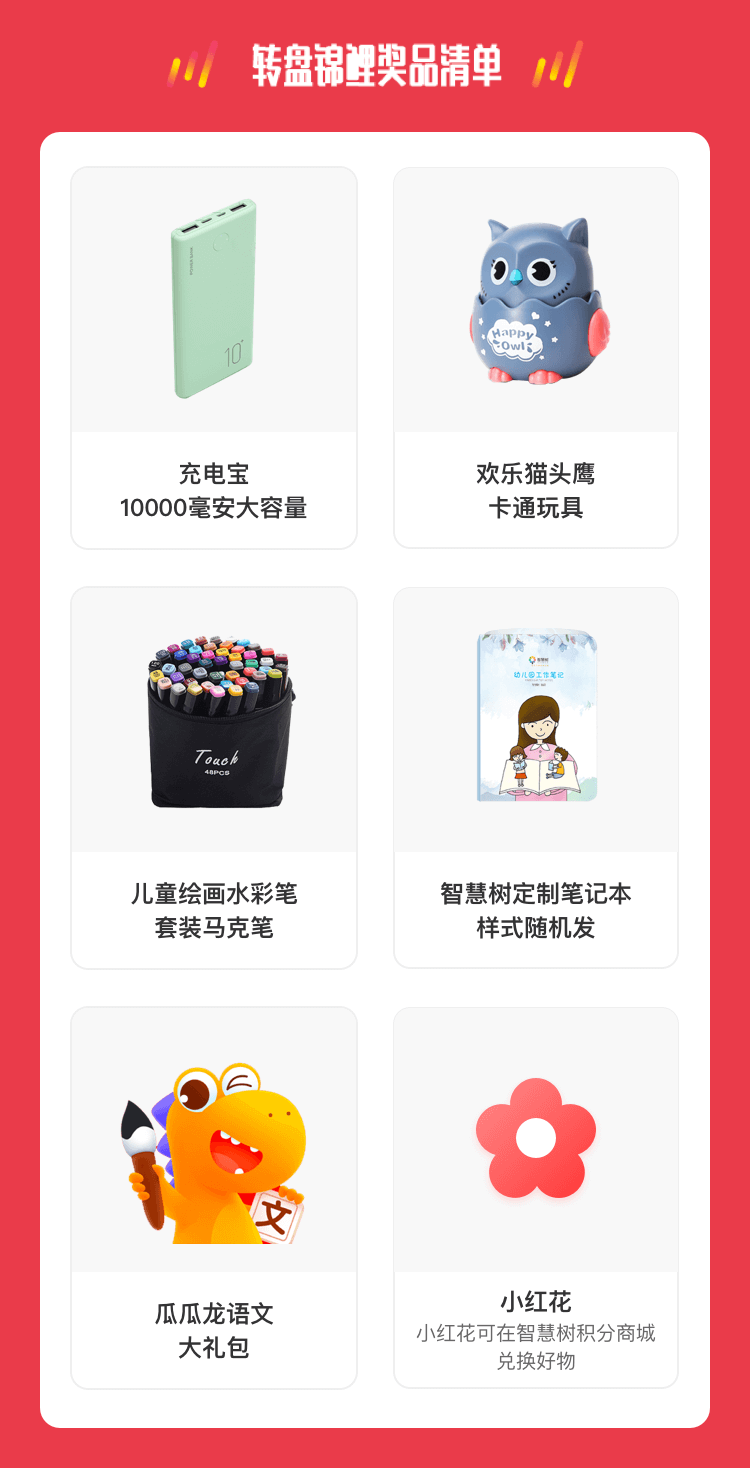 转盘锦鲤奖品清单
POWER BANK
10
充电宝
10000毫安大容量
Happy
Owl
欢乐猫头鹰
卡通玩具
Touch
48PCS
儿童绘画水彩笔
套装马克笔
智慧树
幼儿园工作笔记
智慧树定制笔记本
样式随机发
文
瓜瓜龙语文
大礼包
小红花
小红花可在智慧树积分商城
兑换好物